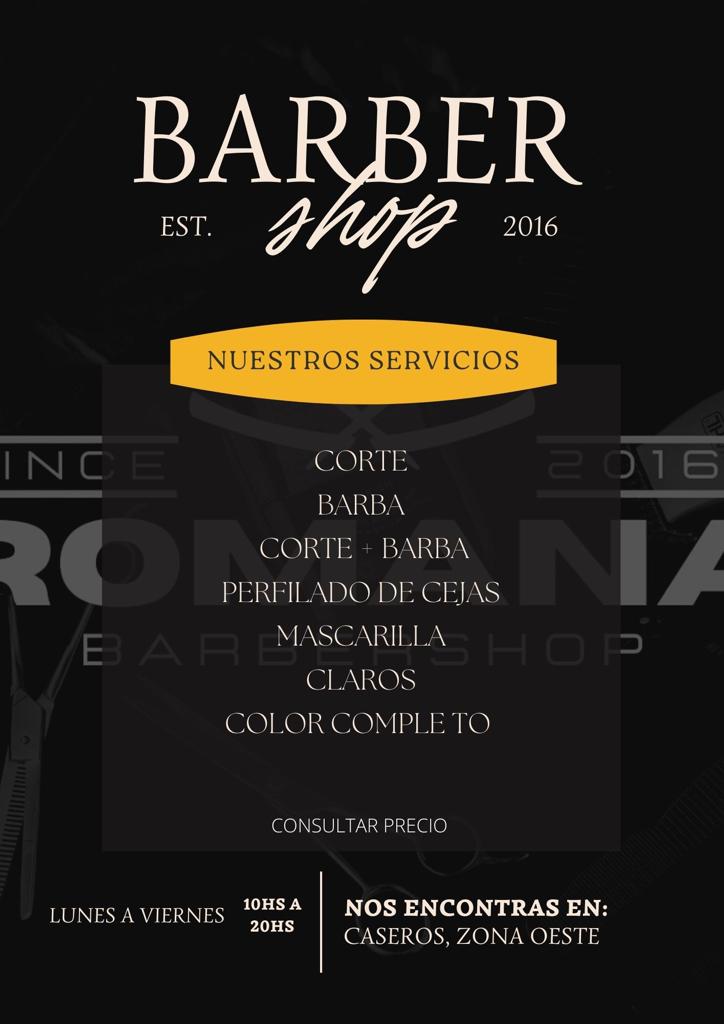 BARBER
shop
EST. 2016
NUESTROS SERVICIOS
INCE 2016
ROMANA
BARBERSHOP
CORTE
BARBA
CORTE + BARBA
PERFILADO DE CEJAS
MASCARILLA
CLAROS
COLOR COMPLE TO
CONSULTAR PRECIO
LUNES A VIERNES
10HS A
20HS
NOS ENCONTRAS EN:
CASEROS, ZONA OESTE